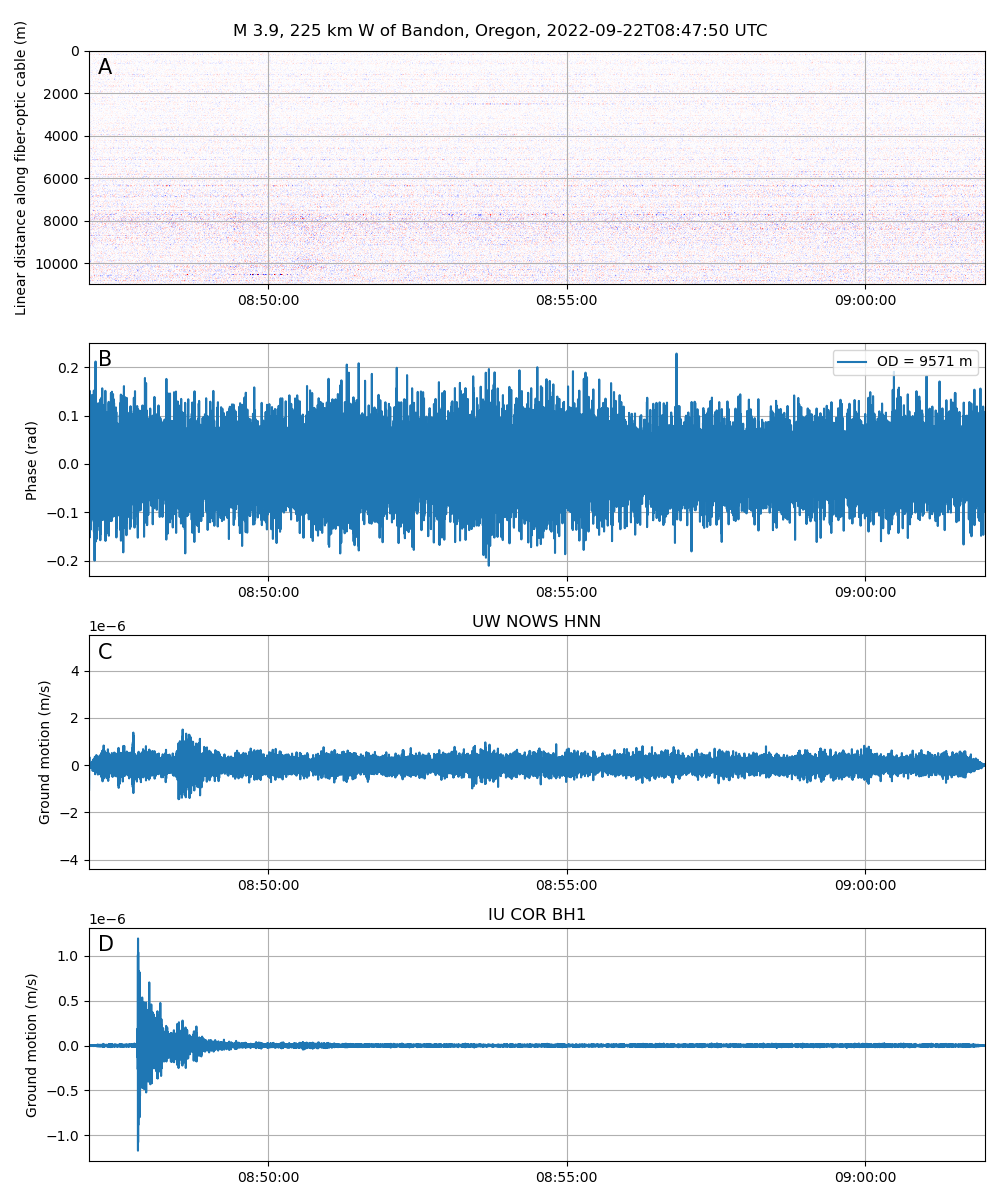 M 3.9, 225 km W of Bandon, Oregon, 2022-09-22T08:47:50 UTC
A
Linear distance along fiber-optic cable (m)
0
2000
4000
6000
8000
10000
08:50:00 08:55:00 09:00:00
B
OD = 9571 m
Phase (rad)
0.2
0.1
0.0
−0.1
−0.2
08:50:00 08:55:00 09:00:00
UW NOWS HNN
1e−6
C
Ground motion (m/s)
4
2
0
−2
−4
08:50:00 08:55:00 09:00:00
IU COR BH1
1e−6
D
Ground motion (m/s)
1.0
0.5
0.0
−0.5
−1.0
08:50:00 08:55:00 09:00:00